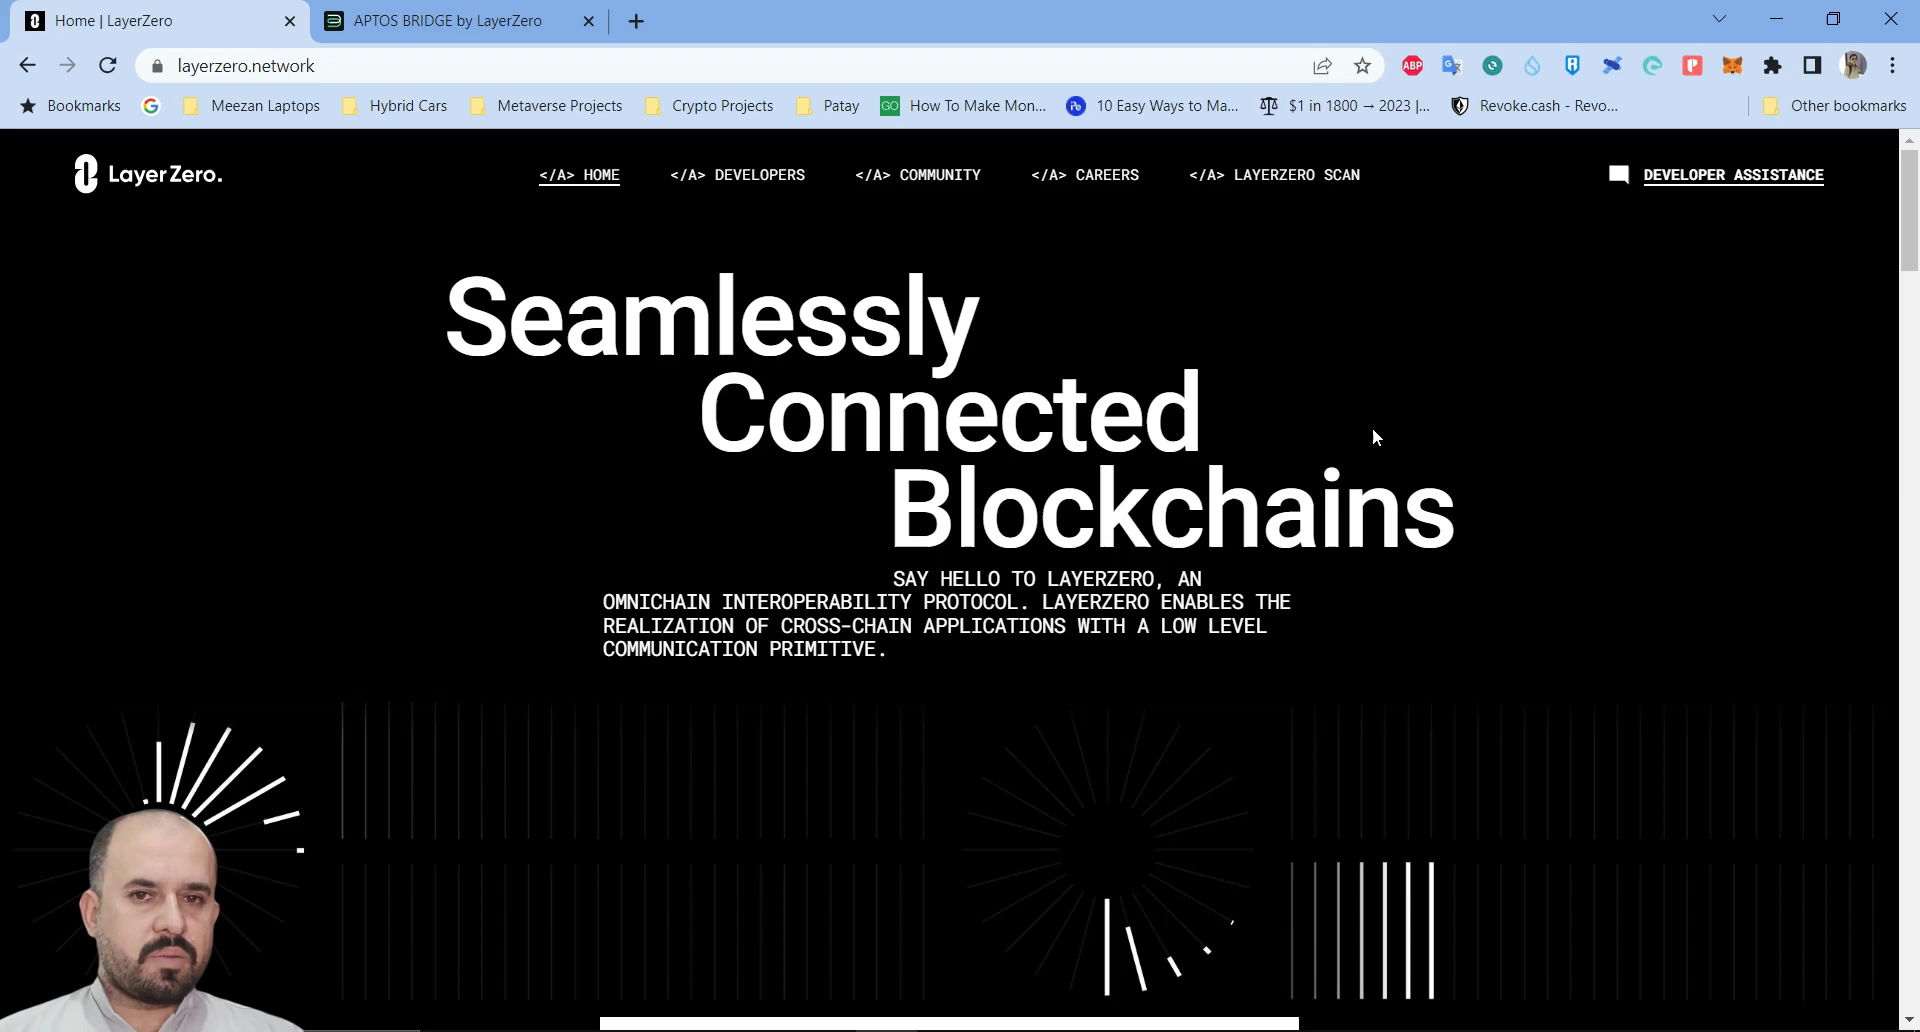 Home | LayerZero
APTOS BRIDGE by LayerZero
layerzero.network
ABP
Bookmarks
Meezan Laptops
Hybrid Cars
Metaverse Projects
Crypto Projects
Patay
GO
How To Make Mon...
10 Easy Ways to Ma...
$1 in 1800 → 2023 |...
Revoke.cash - Revo...
Other bookmarks
LayerZero.
</A> HOME
</A> DEVELOPERS
</A> COMMUNITY
</A> CAREERS
</A> LAYERZERO SCAN
DEVELOPER ASSISTANCE
Seamlessly
Connected
Blockchains
SAY HELLO TO LAYERZERO, AN
OMNICHAIN INTEROPERABILITY PROTOCOL. LAYERZERO ENABLES THE
REALIZATION OF CROSS-CHAIN APPLICATIONS WITH A LOW LEVEL
COMMUNICATION PRIMITIVE.